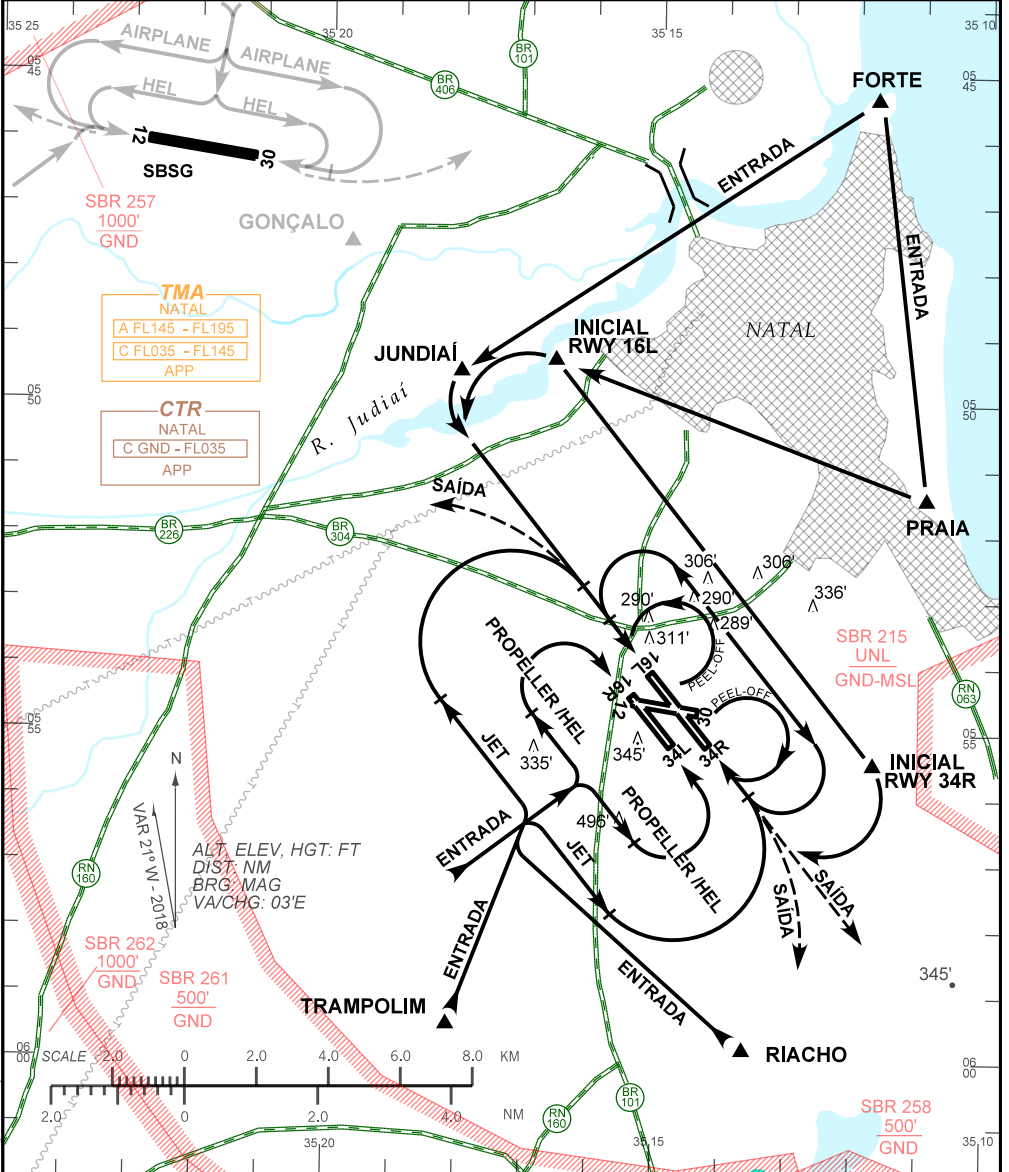 35 25
35 20
35 15
35 10
05
45
05
45
AIRPLANE
AIRPLANE
HEL
HEL
12
30
SBSG
BR
406
BR
101
FORTE
ENTRADA
ENTRADA
SBR 257
1000'
GND
GONÇALO
TMA
NATAL
A FL145 - FL195
C FL035 - FL145
APP
INICIAL
RWY 16L
NATAL
JUNDIAÍ
05
50
05
50
CTR
NATAL
C GND - FL035
APP
R. Judiaí
SAÍDA
BR
226
BR
304
PRAIA
306'
306'
290'
290'
336'
289'
311'
SBR 215
UNL
GND-MSL
PROPELLER /HEL
PEEL-OFF
PEEL-OFF
16L
16R
12
30
34L
34R
RN
063
05
55
05
55
JET
335'
345'
INICIAL
RWY 34R
N
VAR 21º W - 2018
ALT, ELEV, HGT: FT
DIST: NM
BRG: MAG
VA/CHG: 03'E
ENTRADA
496'
JET
PROPELLER /HEL
RN
160
SAÍDA
SAÍDA
ENTRADA
SBR 262
1000'
GND
SBR 261
500'
GND
345'
TRAMPOLIM
ENTRADA
RIACHO
06
00
06
00
SCALE
2.0
0
2.0
4.0
6.0
8.0
KM
2.0
0
2.0
4.0
NM
BR
101
RN
160
SBR 258
500'
GND
35 20
35 15
35 10